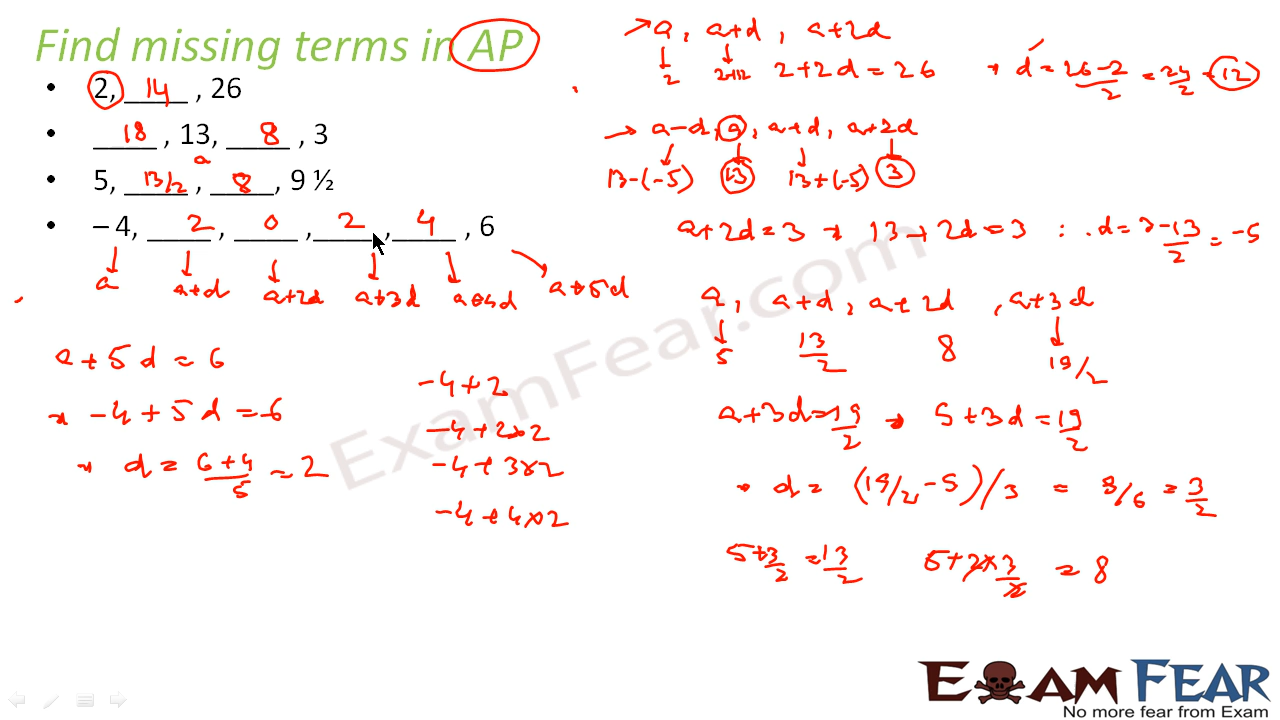 Find missing terms in AP
• 2, 14 , 26
• 18 , 13, 8 , 3
a
• 5, 13/2 , 8, 9 ½
• – 4, 2 , 0 , 2 , 4 , 6
a a+d a+2d a+3d a+4d a+5d
a+5d=6
-4+5d=6
d= 6+4/5 = 2
-4+2
-4+2×2
-4+3×2
-4+4×2
→ a, a+d, a+2d
2 2+12 2+2d=26 → d= 26-2/2 = 24/2 = 12
→ a-d, a, a+d, a+2d
13-(-5) 13 13+(-5) 3
a+2d=3 → 13+2d=3 ∴ d= 3-13/2 = -5
a, a+d, a+2d, a+3d
5 13/2 8 19/2
a+3d=19/2 → 5+3d=19/2
→ d= (19/2-5)/3 = 9/6 = 3/2
5+3/2=13/2 5+2×3/2 = 8
ExamFear.com
EXAM FEAR
No more fear from Exam